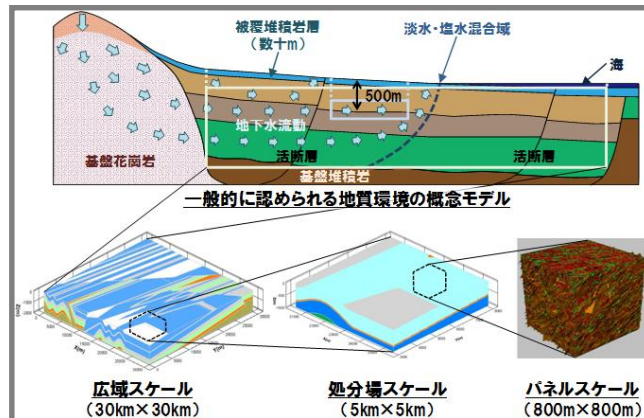 被覆堆積岩層
(数十m)
淡水・塩水混合域
海
500m
地下水流動
基盤花崗岩
活断層
活断層
基盤堆積岩
一般的に認められる地質環境の概念モデル
広域スケール
(30km×30km)
処分場スケール
(5km×5km)
パネルスケール
(800m×800m)